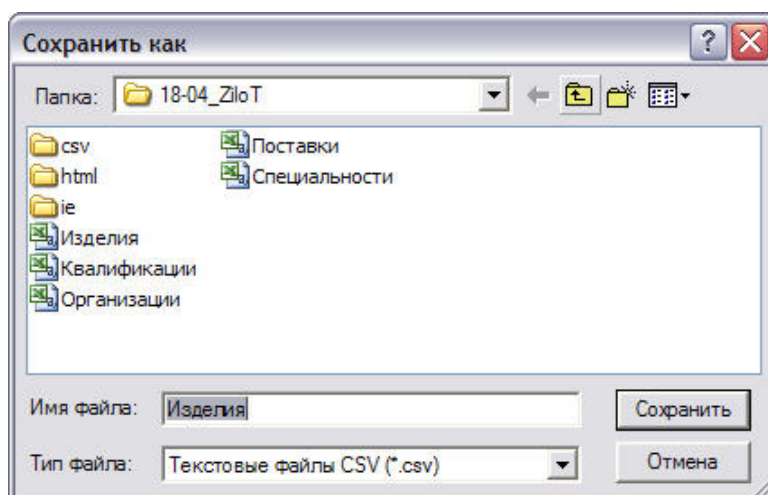 Сохранить как
Папка: 18-04_ZiloT
csv
html
ie
Изделия
Квалификации
Организации
Поставки
Специальности
Имя файла: Изделия
Сохранить
Тип файла: Текстовые файлы CSV (*.csv)
Отмена